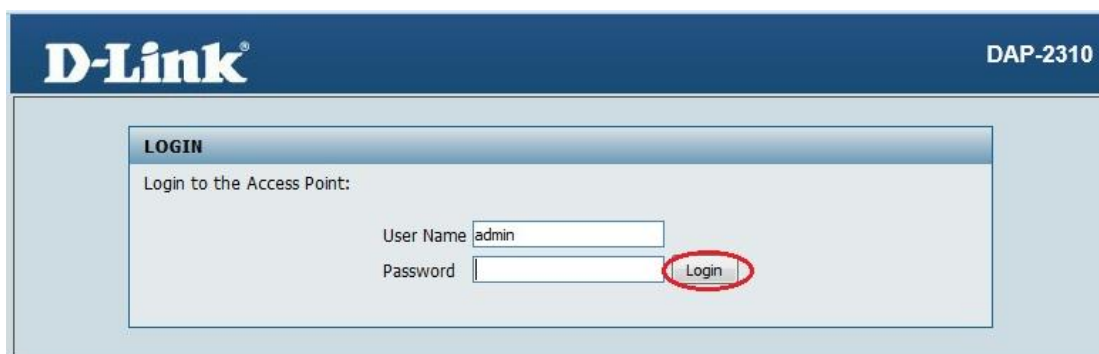 D-Link®
DAP-2310
LOGIN
Login to the Access Point:
User Name admin
Password Login